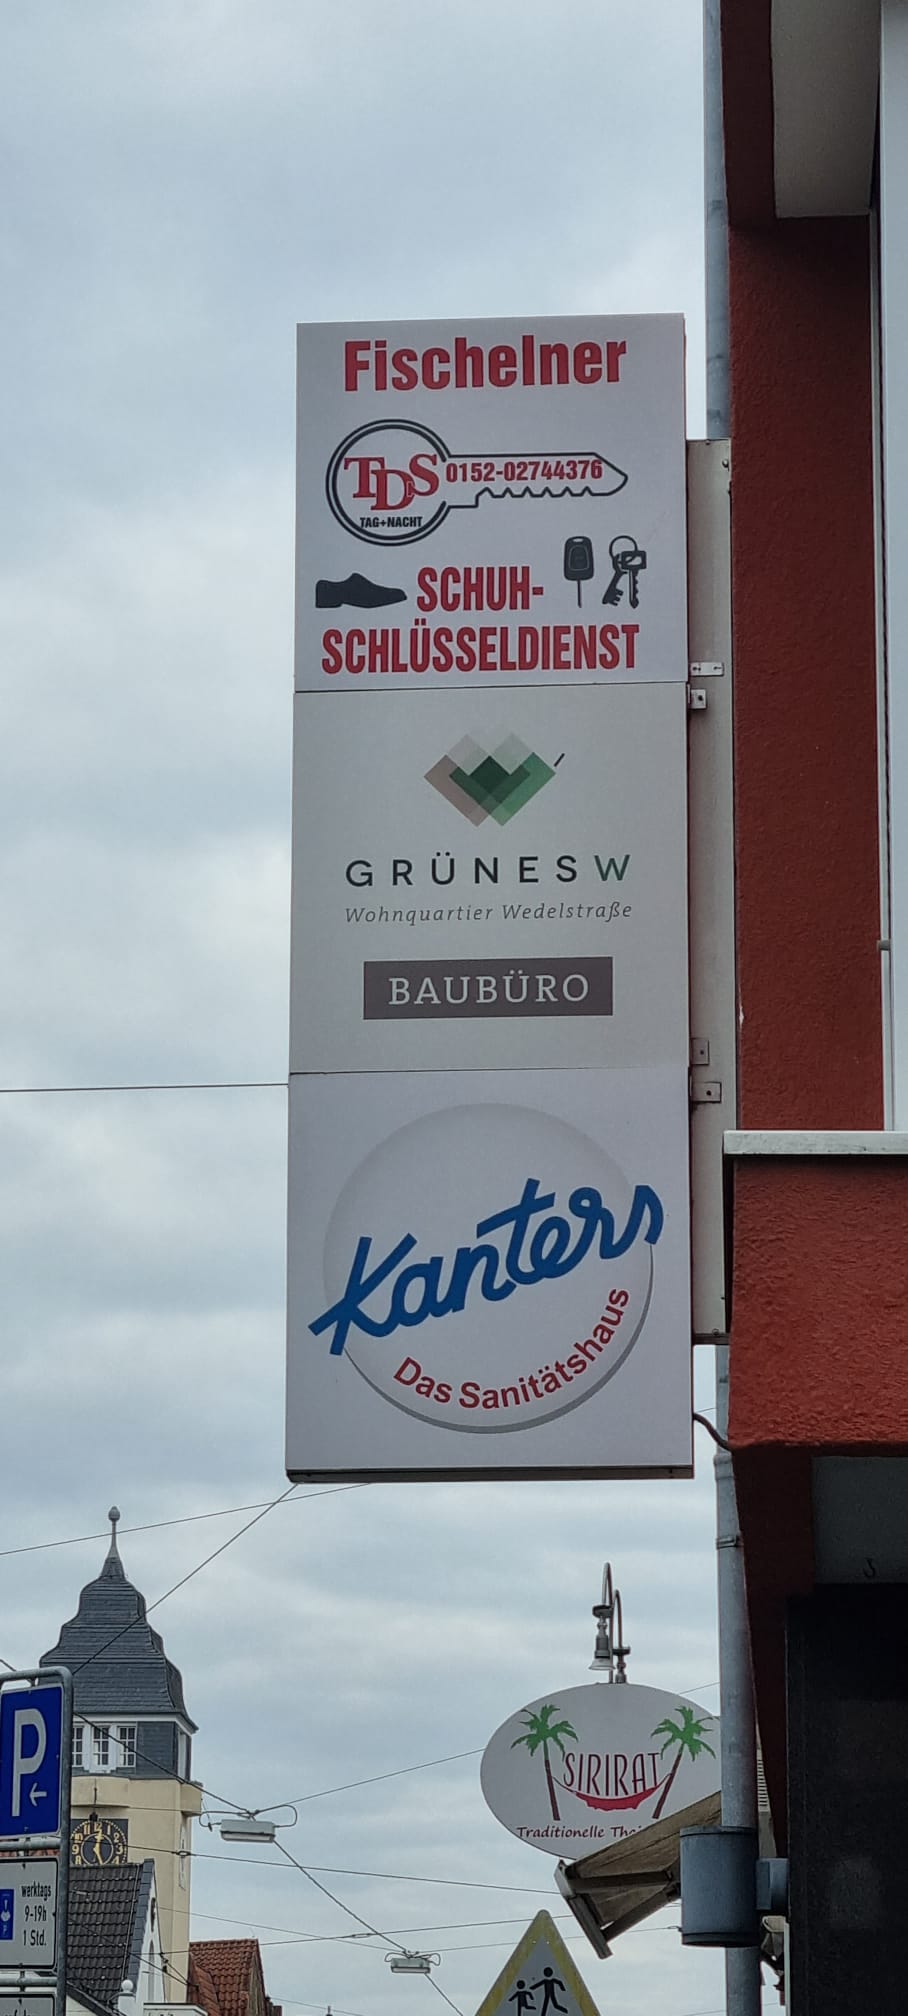 Fischelner
TDS 0152-02744376
TAG+NACHT
SCHUH-
SCHLÜSSELDIENST
GRÜNESW
Wohnquartier Wedelstraße
BAUBÜRO
Kanters
Das Sanitätshaus
SIRIRAT
Traditionelle
P
werktags
9-19h
1 Std.